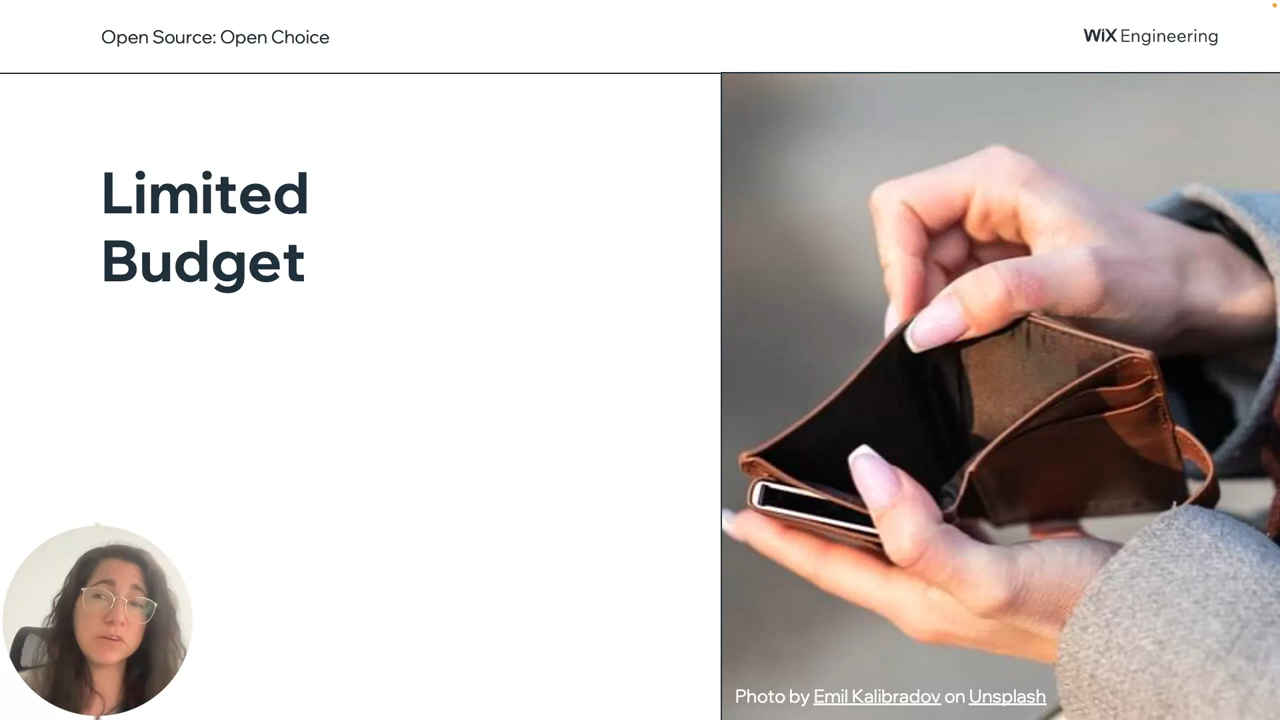 Open Source: Open Choice
WiX Engineering
Limited
Budget
Photo by Emil Kalibradov on Unsplash